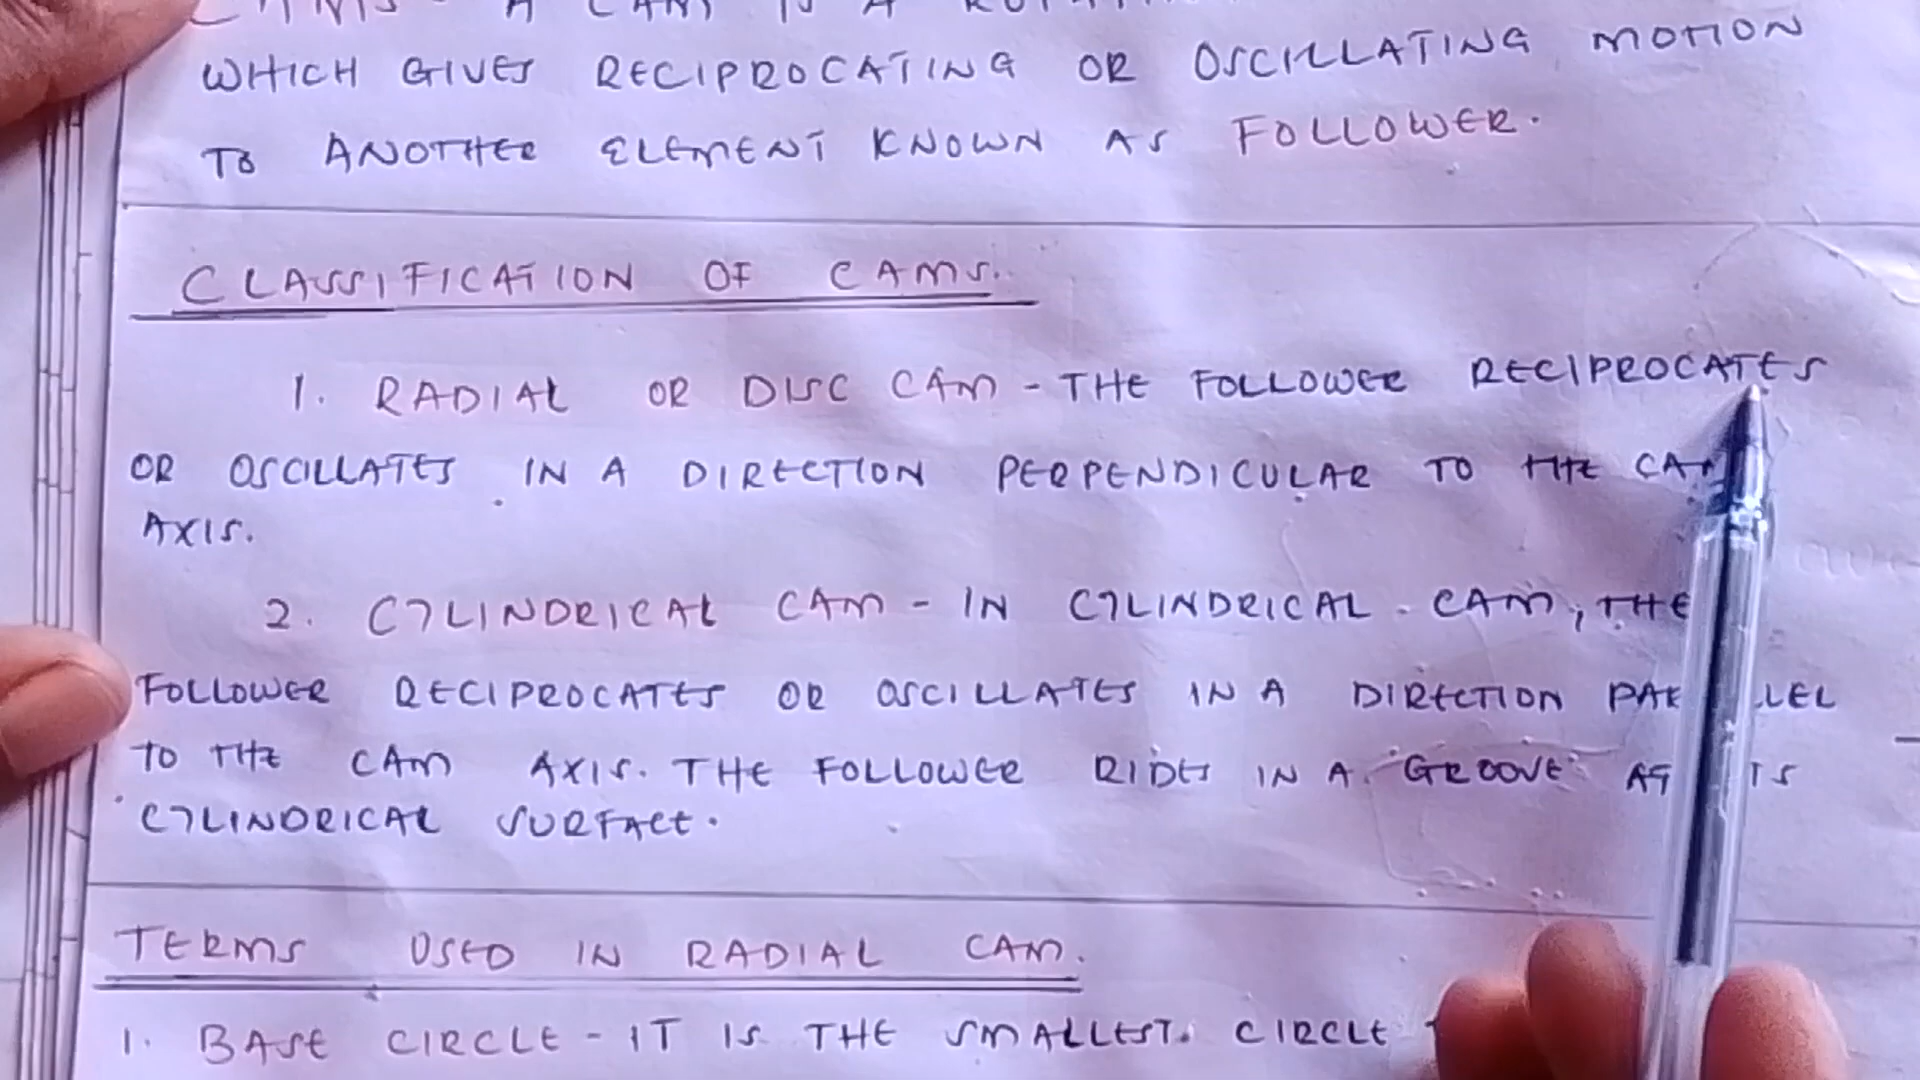 CAMS - A CAM IS A
WHICH GIVES RECIPROCATING OR OSCILLATING MOTION
TO ANOTHER ELEMENT KNOWN AS FOLLOWER.
CLASSIFICATION OF CAMS.
1. RADIAL OR DISC CAM - THE FOLLOWER RECIPROCATES
OR OSCILLATES IN A DIRECTION PERPENDICULAR TO THE
AXIS.
2. CYLINDRICAL CAM - IN CYLINDRICAL CAM, THE
FOLLOWER RECIPROCATES OR OSCILLATES IN A DIRECTION
TO THE CAM AXIS. THE FOLLOWER RIDES IN A GROOVE
CYLINDRICAL SURFACE.
TERMS USED IN RADIAL CAM.
1. BASE CIRCLE - IT IS THE SMALLEST CIRCLE